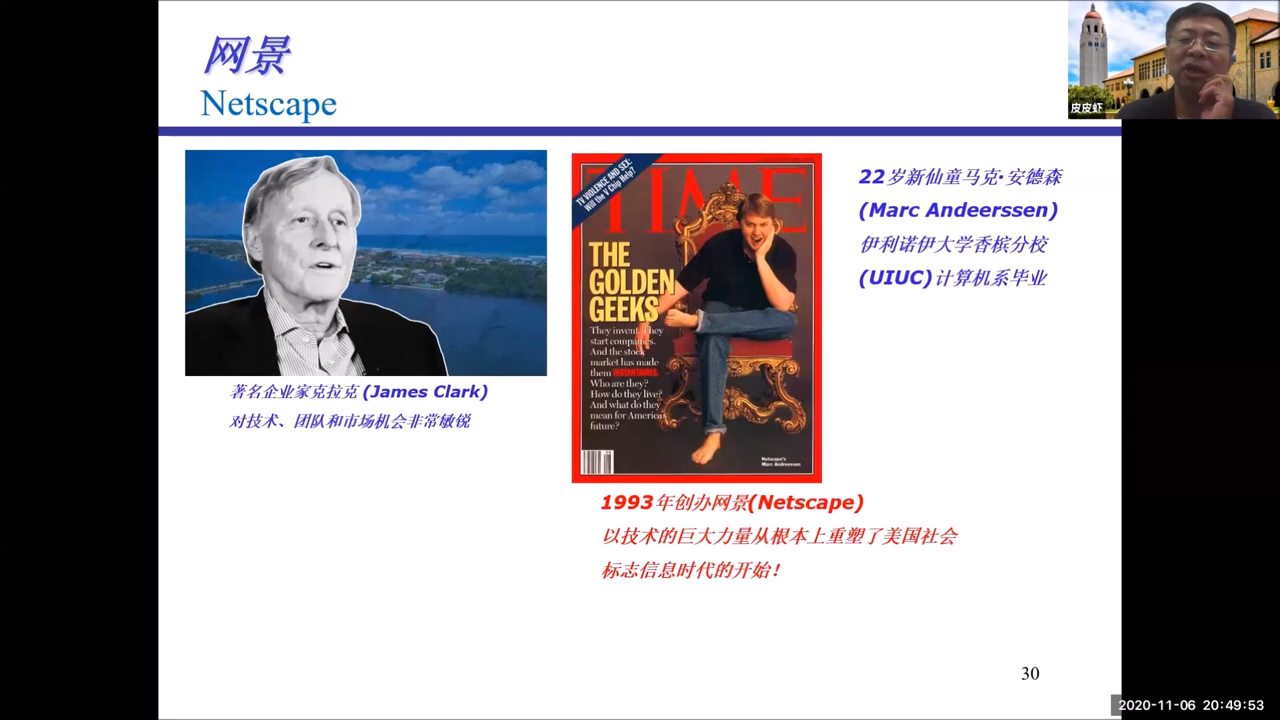 网景
Netscape
皮皮虾
著名企业家克拉克 (James Clark)
对技术、团队和市场机会非常敏锐
TV VIOLENCE AND SEX:
Will the V Chip Help?
TIME
THE
GOLDEN
GEEKS
They invent. They
start companies.
And the stock
market has made
them INSTANTAIRES.
Who are they?
How do they live?
And what do they
mean for America's
future?
Netscape's
Marc Andreessen
22岁新仙童马克·安德森
(Marc Andeerssen)
伊利诺伊大学香槟分校
(UIUC)计算机系毕业
1993年创办网景(Netscape)
以技术的巨大力量从根本上重塑了美国社会
标志信息时代的开始!
30
2020-11-06 20:49:53